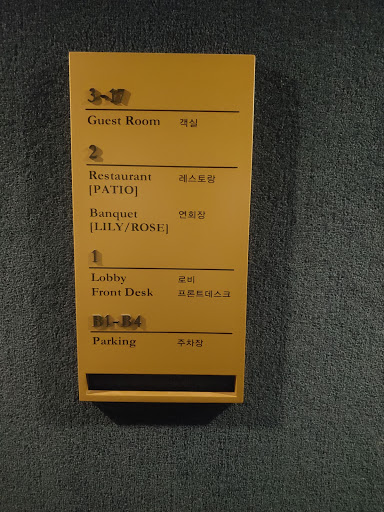 3-17
Guest Room 객실
2
Restaurant 레스토랑
[PATIO]
Banquet 연회장
[LILY/ROSE]
1
Lobby 로비
Front Desk 프론트데스크
B1-B4
Parking 주차장